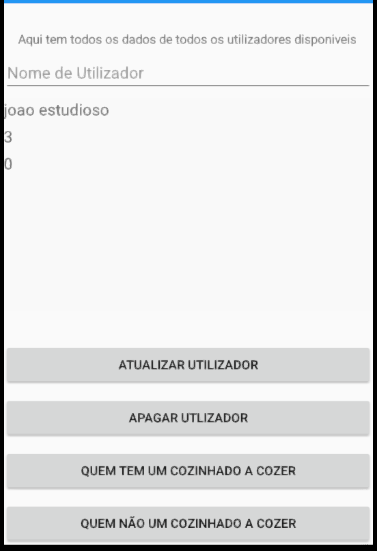 Aqui tem todos os dados de todos os utilizadores disponiveis
Nome de Utilizador
joao estudioso
3
0
ATUALIZAR UTILIZADOR
APAGAR UTLIZADOR
QUEM TEM UM COZINHADO A COZER
QUEM NÃO UM COZINHADO A COZER